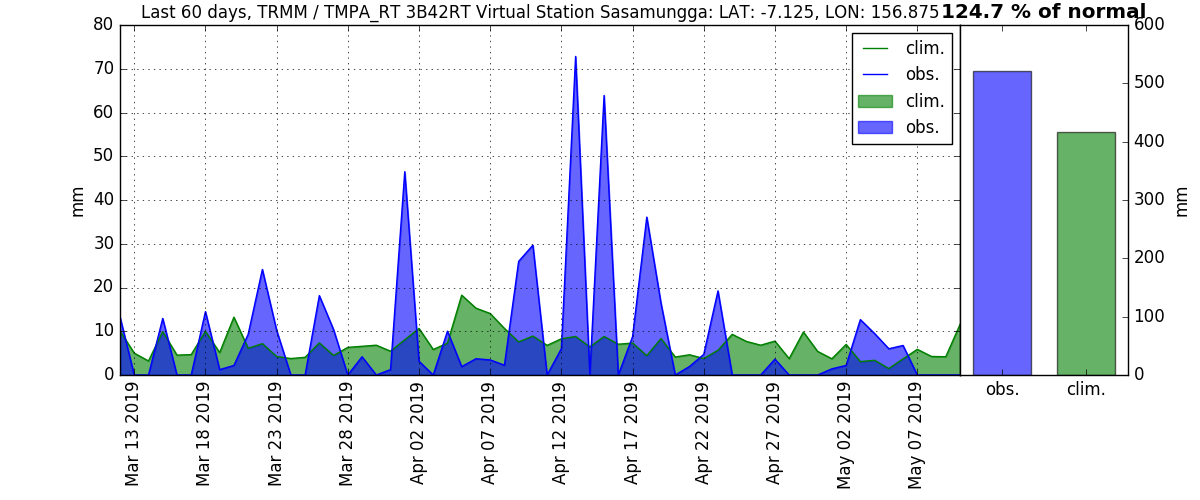 Last 60 days, TRMM / TMPA_RT 3B42RT Virtual Station Sasamungga: LAT: -7.125, LON: 156.875
124.7 % of normal
clim.
obs.
clim.
obs.
80
70
60
50
40
30
20
10
0
mm
Mar 13 2019
Mar 18 2019
Mar 23 2019
Mar 28 2019
Apr 02 2019
Apr 07 2019
Apr 12 2019
Apr 17 2019
Apr 22 2019
Apr 27 2019
May 02 2019
May 07 2019
600
500
400
300
200
100
0
mm
obs.
clim.